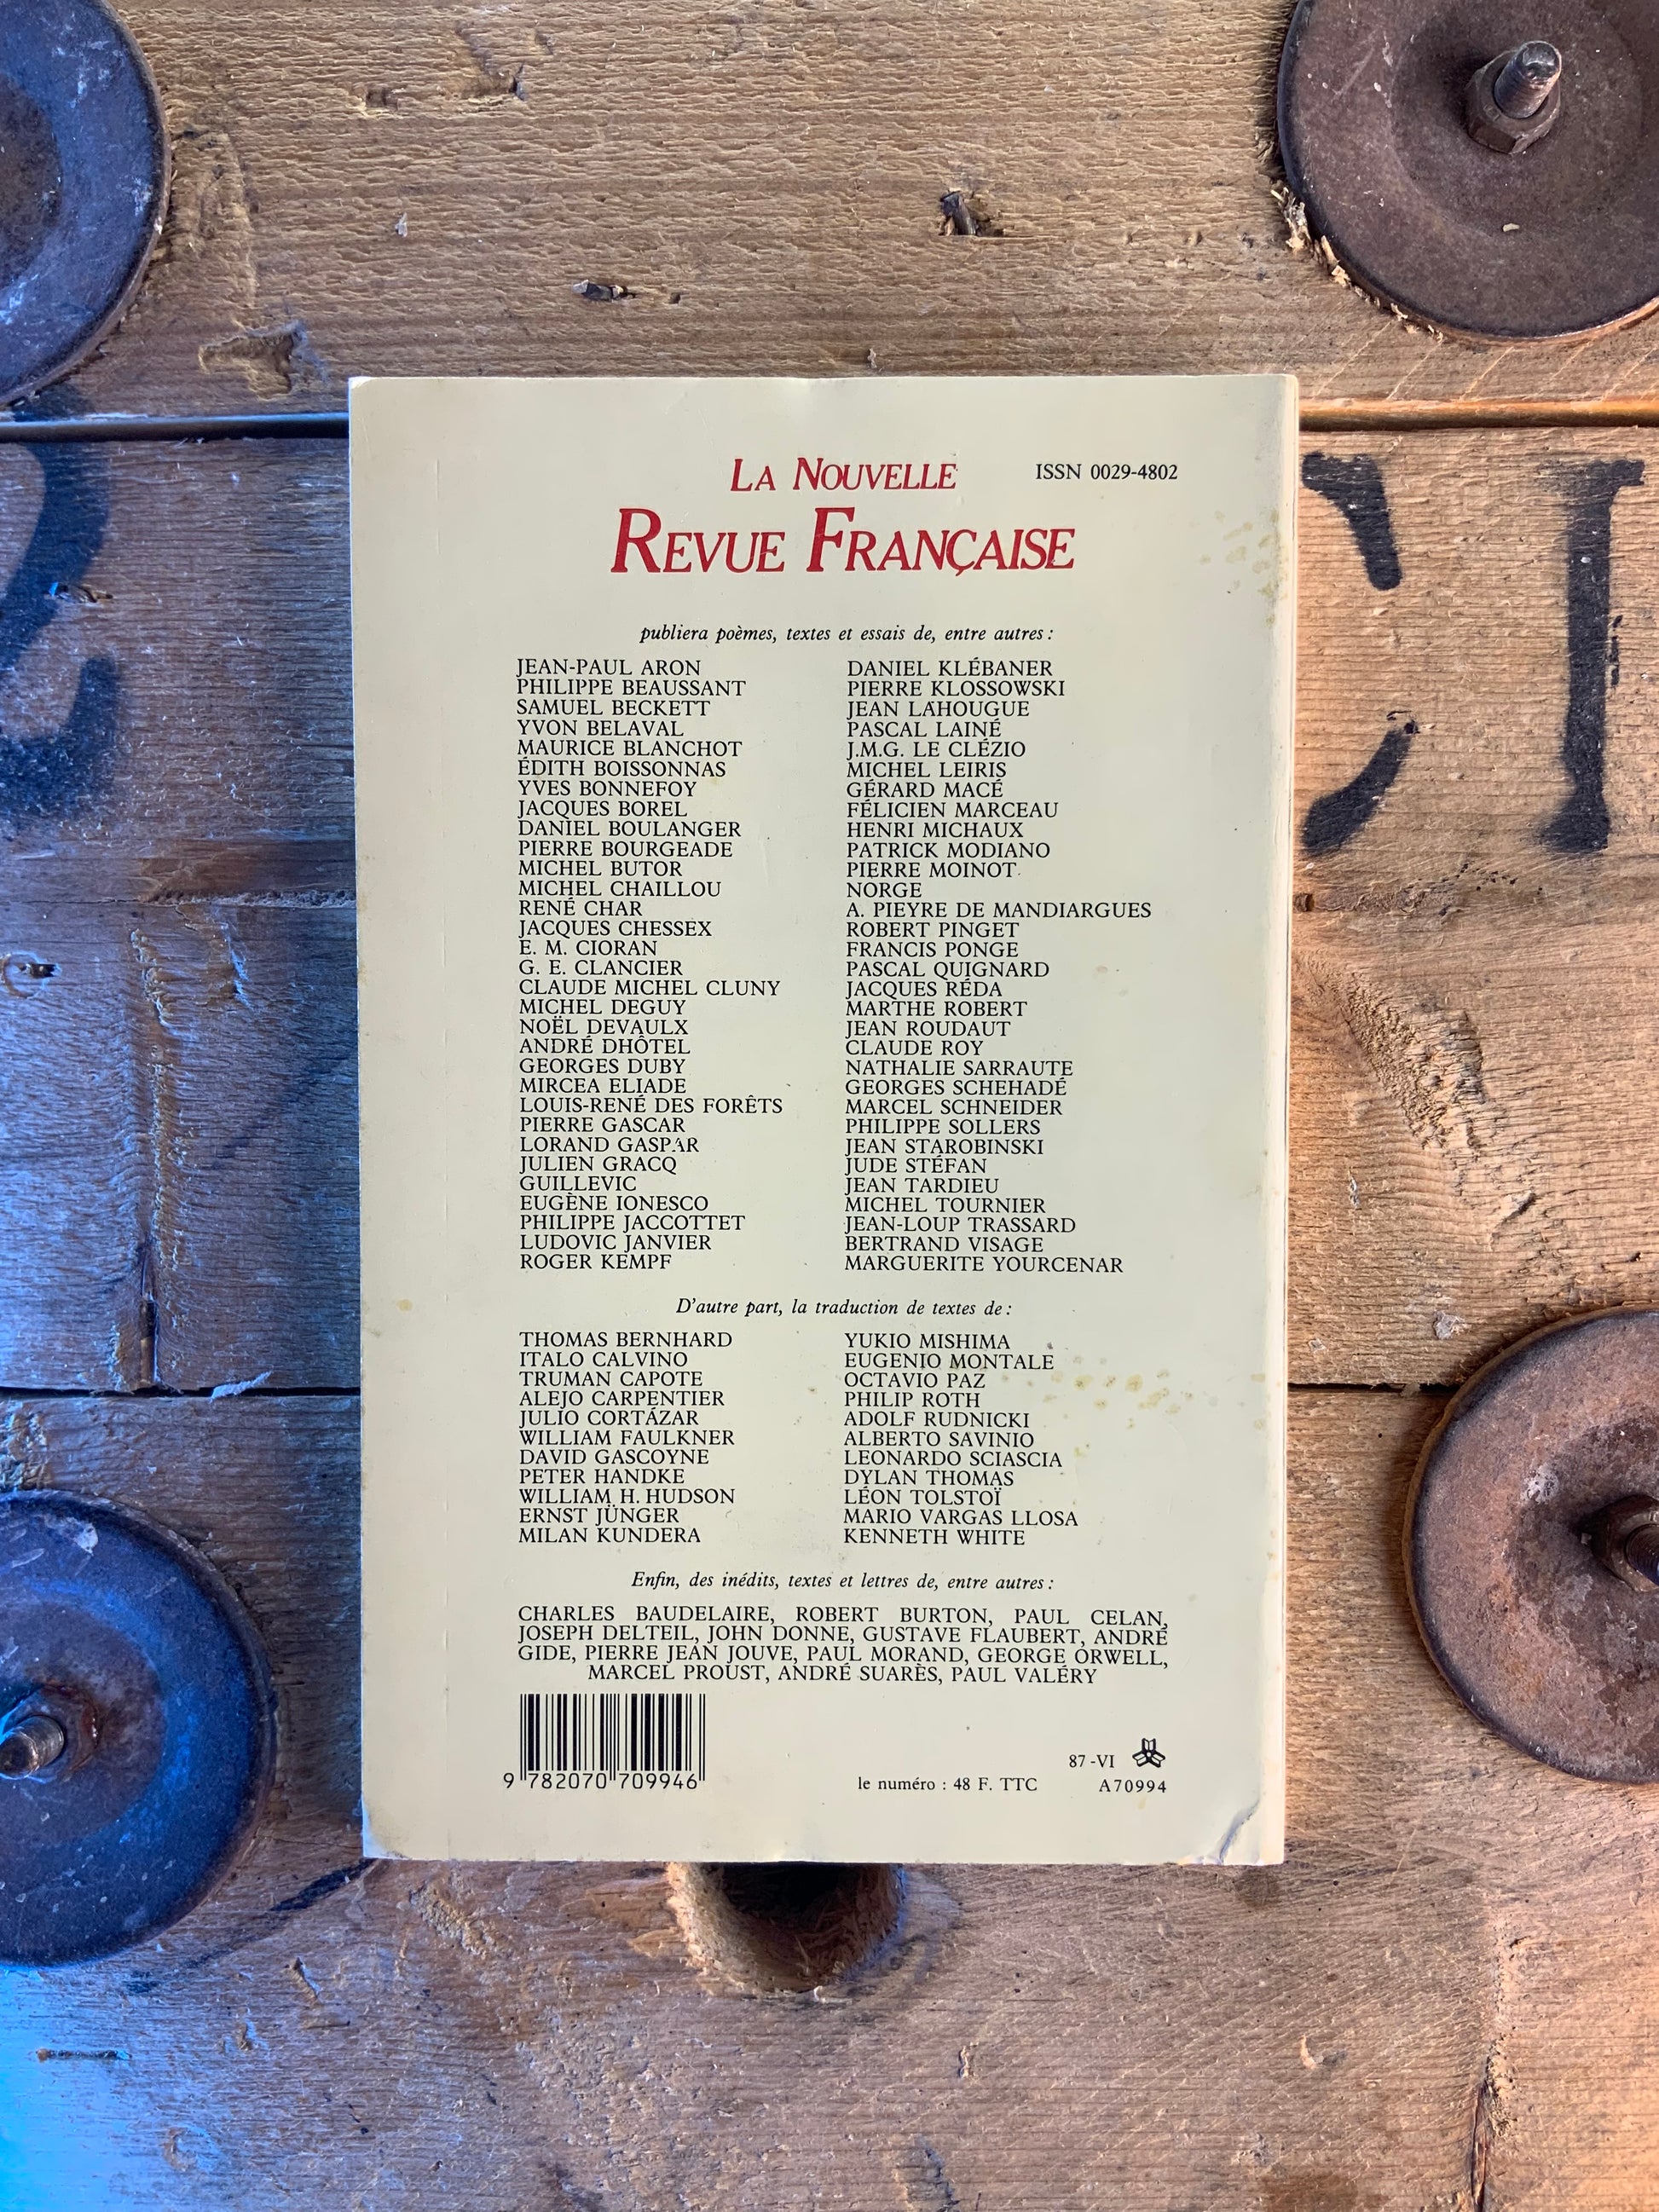 LA NOUVELLE
ISSN 0029-4802
REVUE FRANÇAISE
publiera poèmes, textes et essais de, entre autres :
JEAN-PAUL ARON
PHILIPPE BEAUSSANT
SAMUEL BECKETT
YVON BELAVAL
MAURICE BLANCHOT
ÉDITH BOISSONNAS
YVES BONNEFOY
JACQUES BOREL
DANIEL BOULANGER
PIERRE BOURGEADE
MICHEL BUTOR
MICHEL CHAILLOU
RENÉ CHAR
JACQUES CHESSEX
E. M. CIORAN
G. E. CLANCIER
CLAUDE MICHEL CLUNY
MICHEL DEGUY
NOËL DEVAULX
ANDRÉ DHÔTEL
GEORGES DUBY
MIRCEA ELIADE
LOUIS-RENÉ DES FORÊTS
PIERRE GASCAR
LORAND GASPAR
JULIEN GRACQ
GUILLEVIC
EUGÈNE IONESCO
PHILIPPE JACCOTTET
LUDOVIC JANVIER
ROGER KEMPF
DANIEL KLÉBANER
PIERRE KLOSSOWSKI
JEAN LAHOUGUE
PASCAL LAINÉ
J.M.G. LE CLÉZIO
MICHEL LEIRIS
GÉRARD MACÉ
FÉLICIEN MARCEAU
HENRI MICHAUX
PATRICK MODIANO
PIERRE MOINOT
NORGE
A. PIEYRE DE MANDIARGUES
ROBERT PINGET
FRANCIS PONGE
PASCAL QUIGNARD
JACQUES RÉDA
MARTHE ROBERT
JEAN ROUDAUT
CLAUDE ROY
NATHALIE SARRAUTE
GEORGES SCHEHADÉ
MARCEL SCHNEIDER
PHILIPPE SOLLERS
JEAN STAROBINSKI
JUDE STÉFAN
JEAN TARDIEU
MICHEL TOURNIER
JEAN-LOUP TRASSARD
BERTRAND VISAGE
MARGUERITE YOURCENAR
D'autre part, la traduction de textes de :
THOMAS BERNHARD
ITALO CALVINO
TRUMAN CAPOTE
ALEJO CARPENTIER
JULIO CORTÁZAR
WILLIAM FAULKNER
DAVID GASCOYNE
PETER HANDKE
WILLIAM H. HUDSON
ERNST JÜNGER
MILAN KUNDERA
YUKIO MISHIMA
EUGENIO MONTALE
OCTAVIO PAZ
PHILIP ROTH
ADOLF RUDNICKI
ALBERTO SAVINIO
LEONARDO SCIASCIA
DYLAN THOMAS
LÉON TOLSTOÏ
MARIO VARGAS LLOSA
KENNETH WHITE
Enfin, des inédits, textes et lettres de, entre autres :
CHARLES BAUDELAIRE, ROBERT BURTON, PAUL CELAN,
JOSEPH DELTEIL, JOHN DONNE, GUSTAVE FLAUBERT, ANDRÉ
GIDE, PIERRE JEAN JOUVE, PAUL MORAND, GEORGE ORWELL,
MARCEL PROUST, ANDRÉ SUARÈS, PAUL VALÉRY
9 782070 709946
87-VI
le numéro : 48 F. TTC
A70994